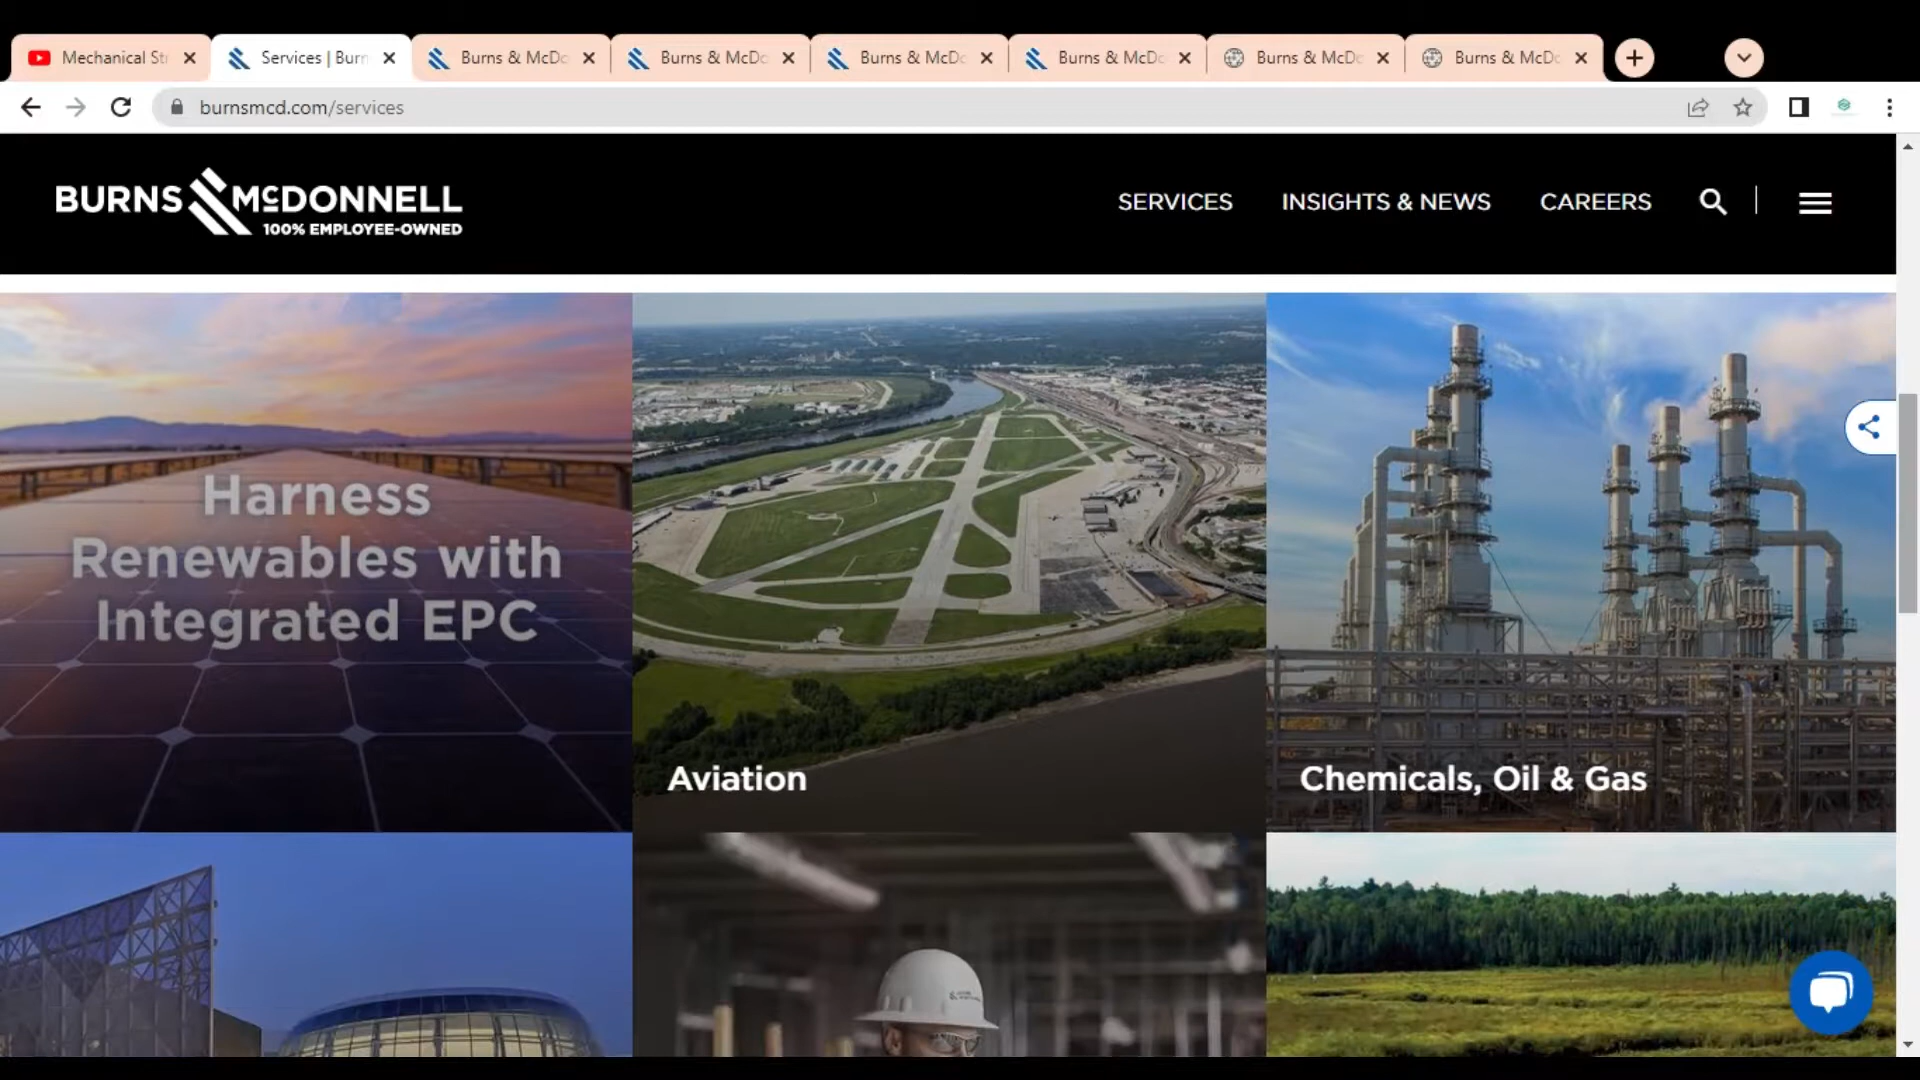 Mechanical St
Services | Burn
Burns & McDo
Burns & McDo
Burns & McDo
Burns & McDo
Burns & McDo
Burns & McDo
burnsmcd.com/services
BURNS McDONNELL
100% EMPLOYEE-OWNED
SERVICES
INSIGHTS & NEWS
CAREERS
Harness
Renewables with
Integrated EPC
Aviation
Chemicals, Oil & Gas